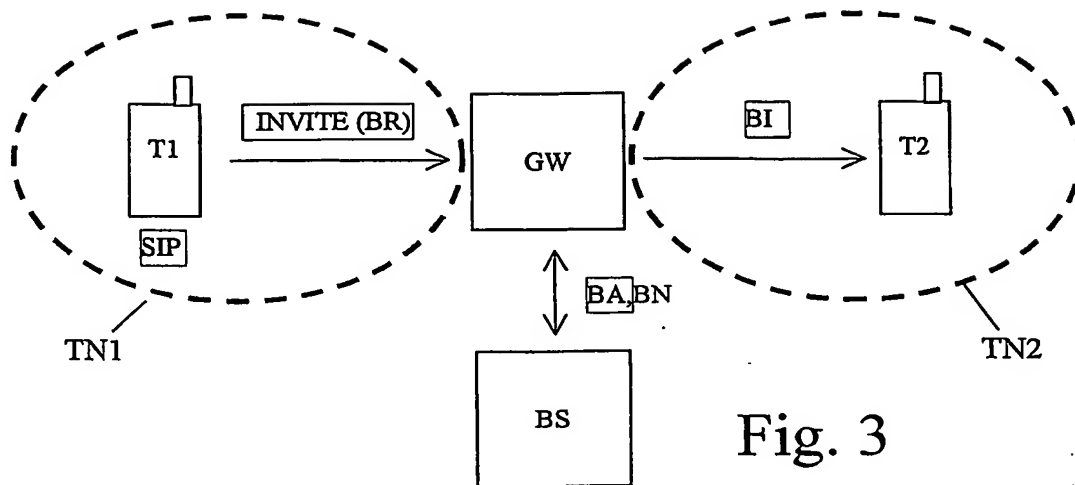 T1
INVITE (BR)
GW
BI
T2
SIP
BA,BN
TN1
TN2
BS
Fig. 3